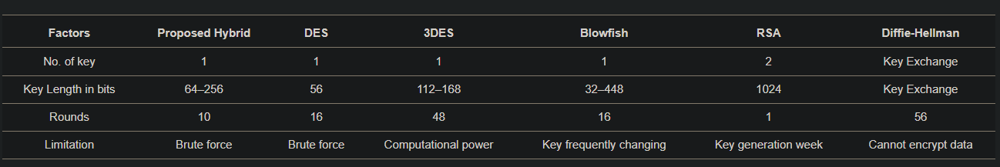 Factors Proposed Hybrid DES 3DES Blowfish RSA Diffie-Hellman
No. of key 1 1 1 1 2 Key Exchange
Key Length in bits 64–256 56 112–168 32–448 1024 Key Exchange
Rounds 10 16 48 16 1 56
Limitation Brute force Brute force Computational power Key frequently changing Key generation week Cannot encrypt data